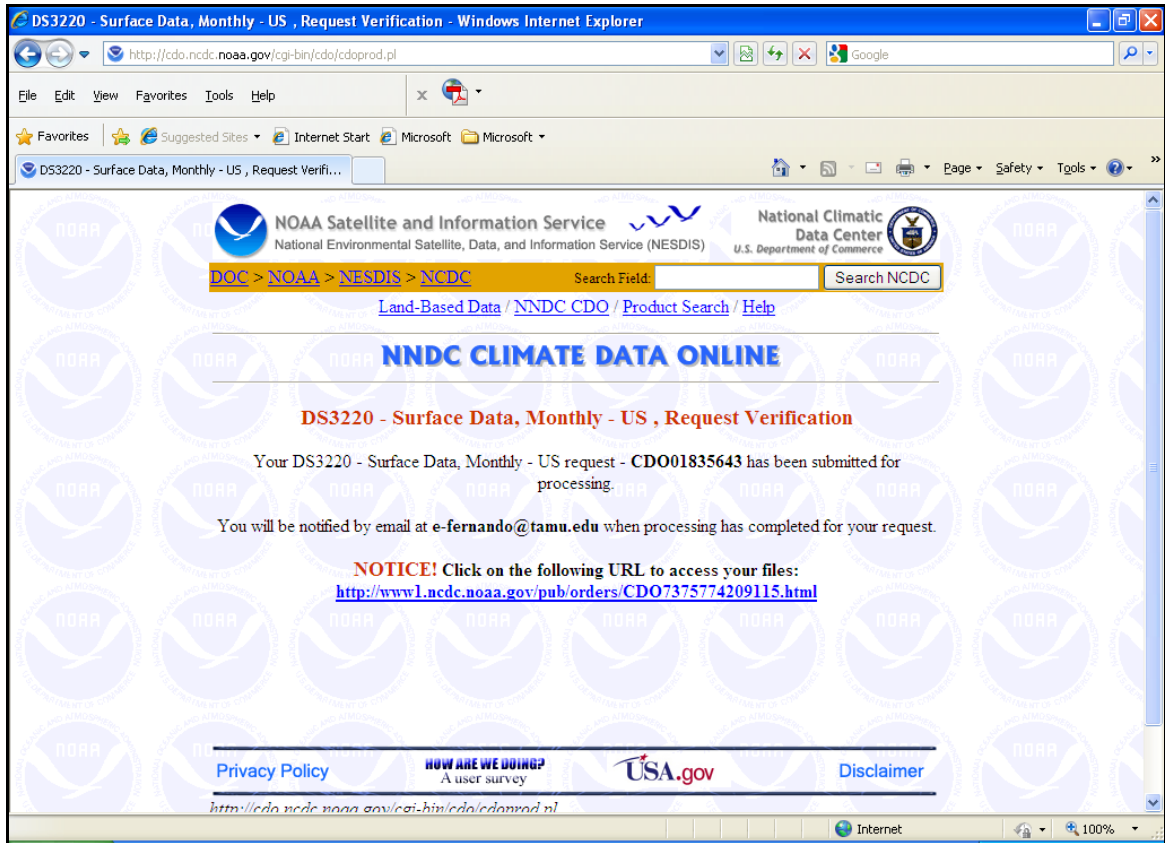 DS3220 - Surface Data, Monthly - US , Request Verification - Windows Internet Explorer
http://cdo.ncdc.noaa.gov/cgi-bin/cdo/cdoprod.pl
Google
File Edit View Favorites Tools Help
x
Favorites Suggested Sites Internet Start Microsoft Microsoft
DS3220 - Surface Data, Monthly - US , Request Verifi...
Page Safety Tools »
NOAA Satellite and Information Service
National Environmental Satellite, Data, and Information Service (NESDIS)
National Climatic
Data Center
U.S. Department of Commerce
DOC > NOAA > NESDIS > NCDC Search Field: Search NCDC
Land-Based Data / NNDC CDO / Product Search / Help
NNDC CLIMATE DATA ONLINE
DS3220 - Surface Data, Monthly - US , Request Verification
Your DS3220 - Surface Data, Monthly - US request - CDO01835643 has been submitted for
processing.
You will be notified by email at e-fernando@tamu.edu when processing has completed for your request.
NOTICE! Click on the following URL to access your files:
http://www1.ncdc.noaa.gov/pub/orders/CDO7375774209115.html
Privacy Policy
HOW ARE WE DOING?
A user survey
USA.gov
Disclaimer
http://cdo.ncdc.noaa.gov/cgi-bin/cdo/cdoprod.pl
Internet 100%